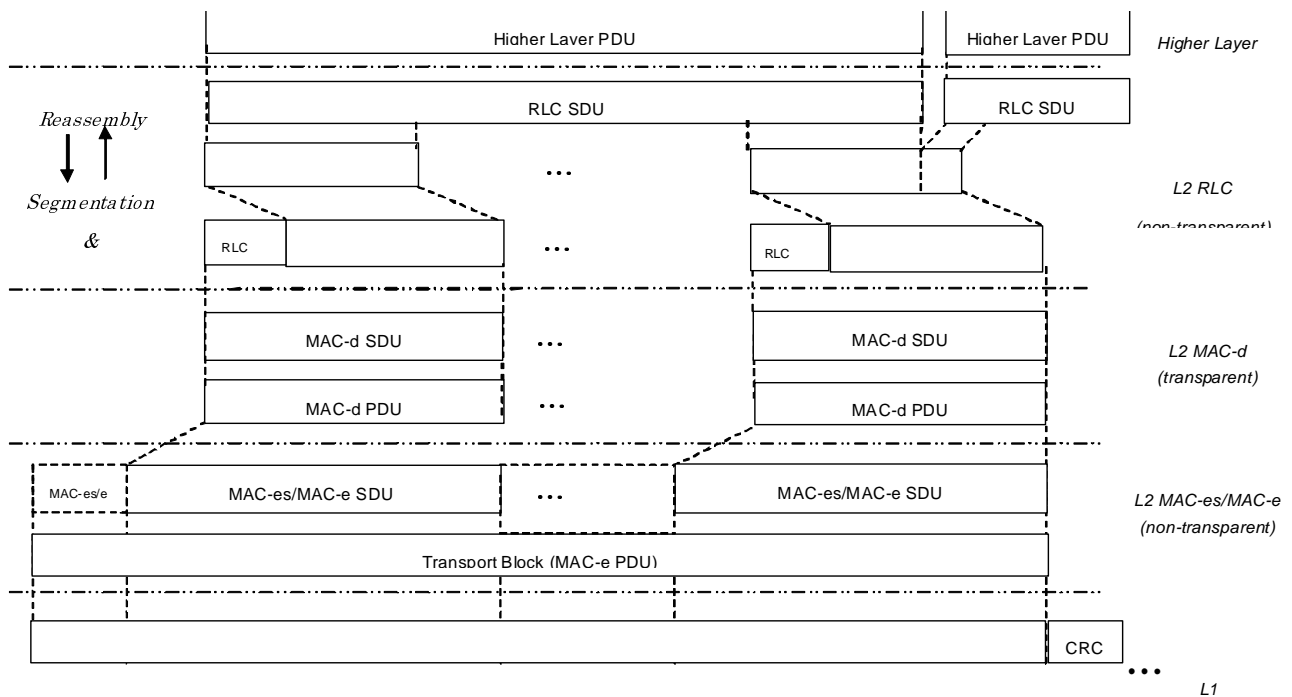 Higher Layer PDU
Higher Layer PDU
Higher Layer
RLC SDU
RLC SDU
Reassembly
Segmentation
&
...
L2 RLC
(non-transparent)
RLC
...
RLC
MAC-d SDU
...
MAC-d SDU
L2 MAC-d
(transparent)
MAC-d PDU
...
MAC-d PDU
MAC-es/e
MAC-es/MAC-e SDU
...
MAC-es/MAC-e SDU
L2 MAC-es/MAC-e
(non-transparent)
Transport Block (MAC-e PDU)
CRC
...
L1